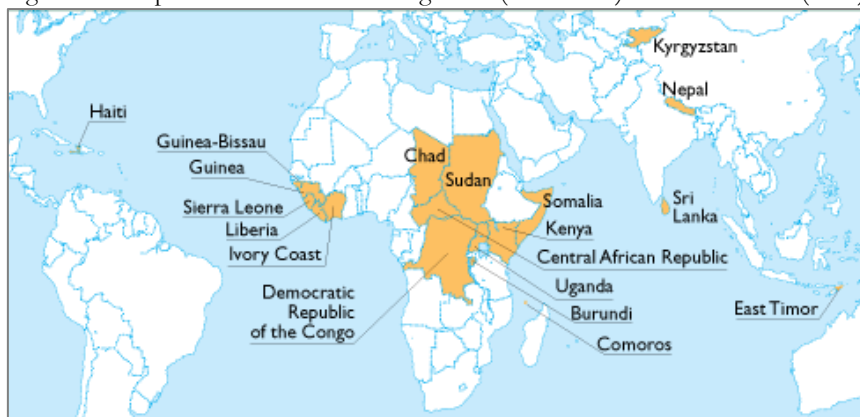 Kyrgyzstan
Nepal
Haiti
Guinea-Bissau
Guinea
Chad
Sudan
Somalia
Sri
Lanka
Sierra Leone
Liberia
Ivory Coast
Kenya
Central African Republic
Democratic
Republic
of the Congo
Uganda
Burundi
East Timor
Comoros